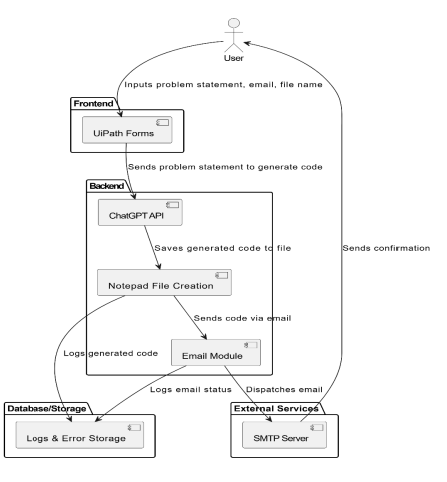 User
Inputs problem statement, email, file name
Frontend
UiPath Forms
Sends problem statement to generate code
Backend
ChatGPT API
Saves generated code to file
Sends confirmation
Notepad File Creation
Sends code via email
Logs generated code
Email Module
Logs email status
Dispatches email
Database/Storage
External Services
Logs & Error Storage
SMTP Server